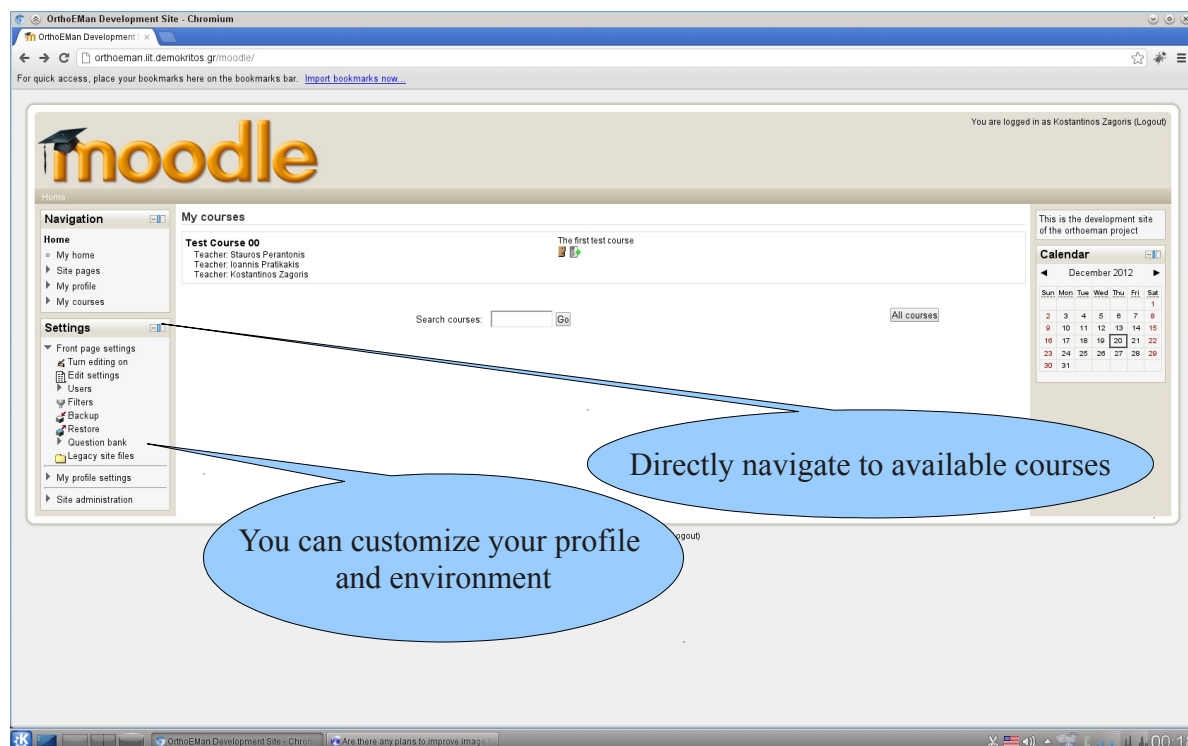 OrthoEMan Development Site - Chromium
OrthoEMan Development
orthoeman.iit.demokritos.gr/moodle/
For quick access, place your bookmarks here on the bookmarks bar. Import bookmarks now...
You are logged in as Kostantinos Zagoris (Logout)
moodle
Home
Navigation
Home
My home
Site pages
My profile
My courses
Settings
Front page settings
Turn editing on
Edit settings
Users
Filters
Backup
Restore
Question bank
Legacy site files
My profile settings
Site administration
My courses
Test Course 00
Teacher: Stauros Perantonis
Teacher: Ioannis Pratikakis
Teacher: Kostantinos Zagoris
The first test course
Search courses: Go
All courses
This is the development site
of the orthoeman project
Calendar
December 2012
Sun Mon Tue Wed Thu Fri Sat
1
2 3 4 5 6 7 8
9 10 11 12 13 14 15
16 17 18 19 20 21 22
23 24 25 26 27 28 29
30 31
Directly navigate to available courses
You can customize your profile
and environment
ogout)
OrthoEMan Development Site - Chro
Are there any plans to improve image
00:1